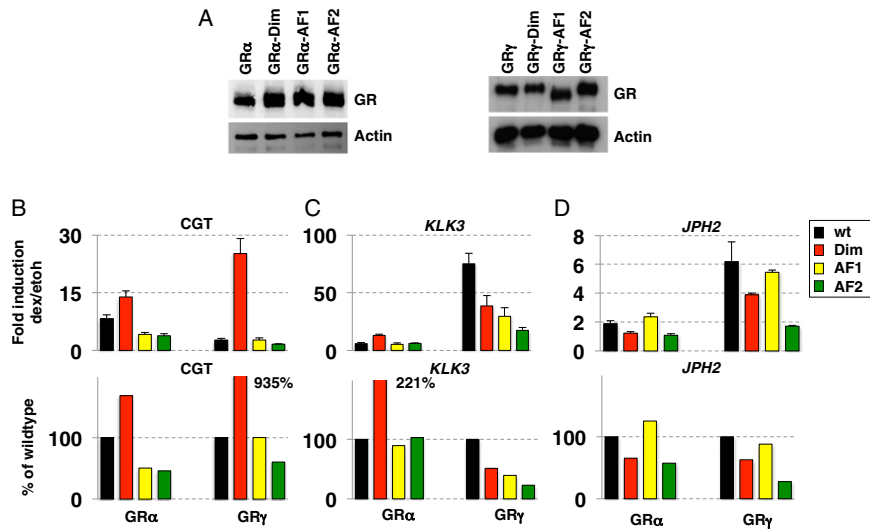 A
GRα
GRα-Dim
GRα-AF1
GRα-AF2
GR
Actin
GRγ
GRγ-Dim
GRγ-AF1
GRγ-AF2
GR
Actin
B
CGT
Fold induction
dex/etoh
30
15
0
C
KLK3
100
50
0
D
JPH2
8
6
4
2
0
wt
Dim
AF1
AF2
CGT
% of wildtype
100
0
935%
GRα
GRγ
KLK3
100
0
221%
GRα
GRγ
JPH2
100
0
GRα
GRγ